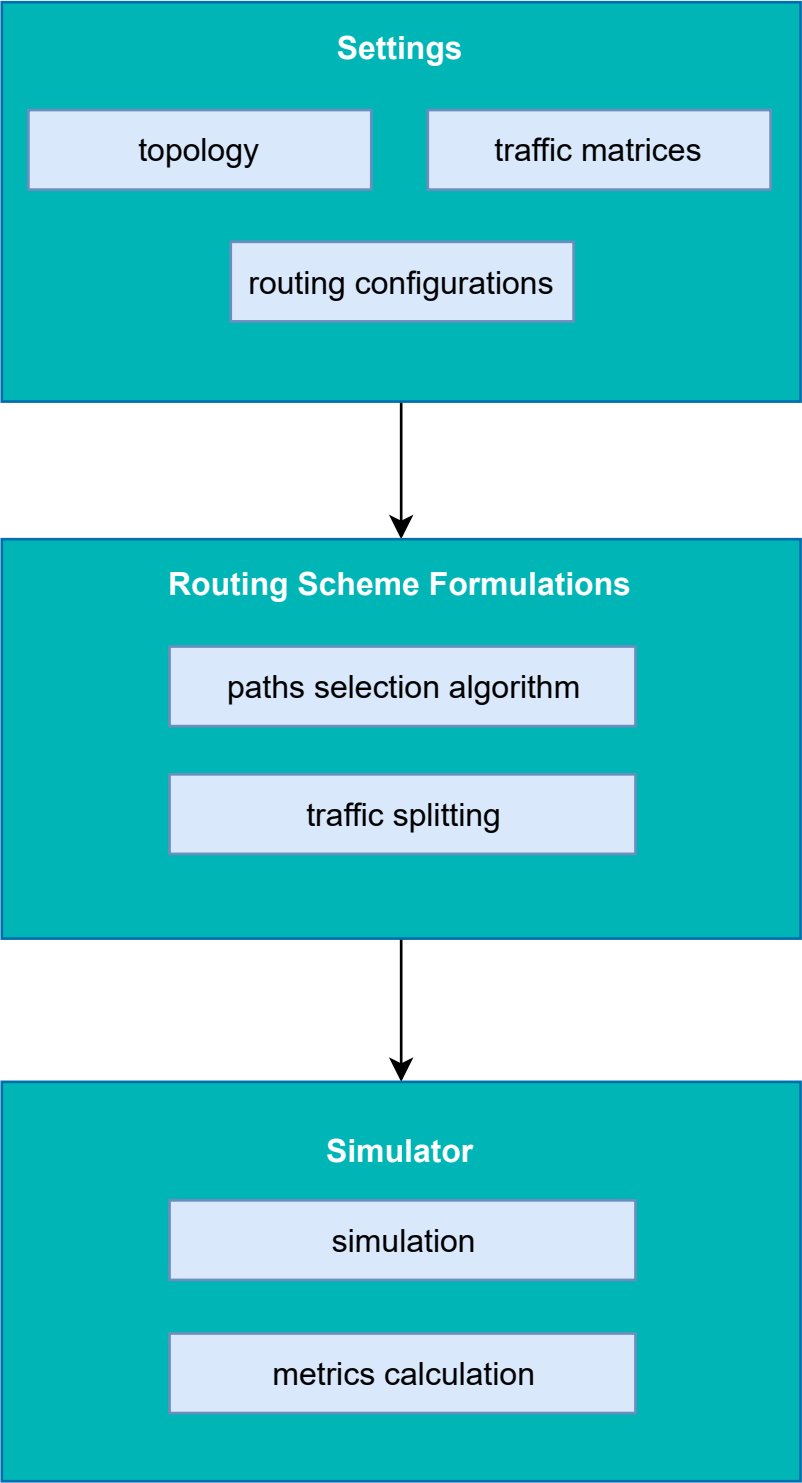 Settings
topology
traffic matrices
routing configurations
Routing Scheme Formulations
paths selection algorithm
traffic splitting
Simulator
simulation
metrics calculation